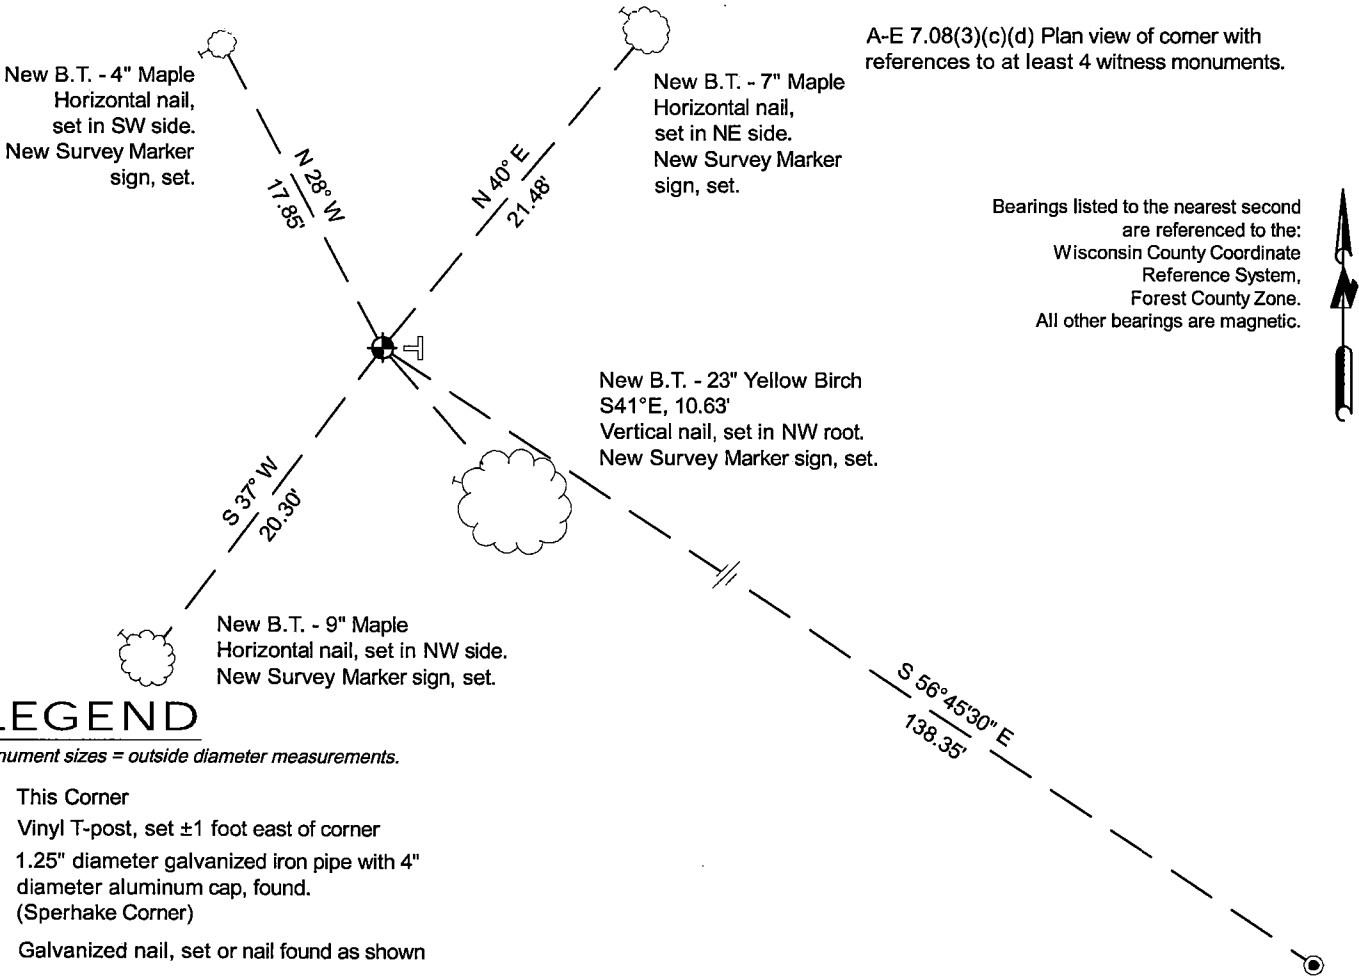 A-E 7.08(3)(c)(d) Plan view of corner with
references to at least 4 witness monuments.
New B.T. - 4" Maple
Horizontal nail,
set in SW side.
New Survey Marker
sign, set.
N 28° W
17.85'
New B.T. - 7" Maple
Horizontal nail,
set in NE side.
New Survey Marker
sign, set.
N 40° E
21.48'
Bearings listed to the nearest second
are referenced to the:
Wisconsin County Coordinate
Reference System,
Forest County Zone.
All other bearings are magnetic.
New B.T. - 23" Yellow Birch
S41°E, 10.63'
Vertical nail, set in NW root.
New Survey Marker sign, set.
S 37° W
20.30'
New B.T. - 9" Maple
Horizontal nail, set in NW side.
New Survey Marker sign, set.
S 56°45'30" E
138.35'
LEGEND
nument sizes = outside diameter measurements.
This Corner
Vinyl T-post, set ±1 foot east of corner
1.25" diameter galvanized iron pipe with 4"
diameter aluminum cap, found.
(Sperhake Corner)
Galvanized nail, set or nail found as shown